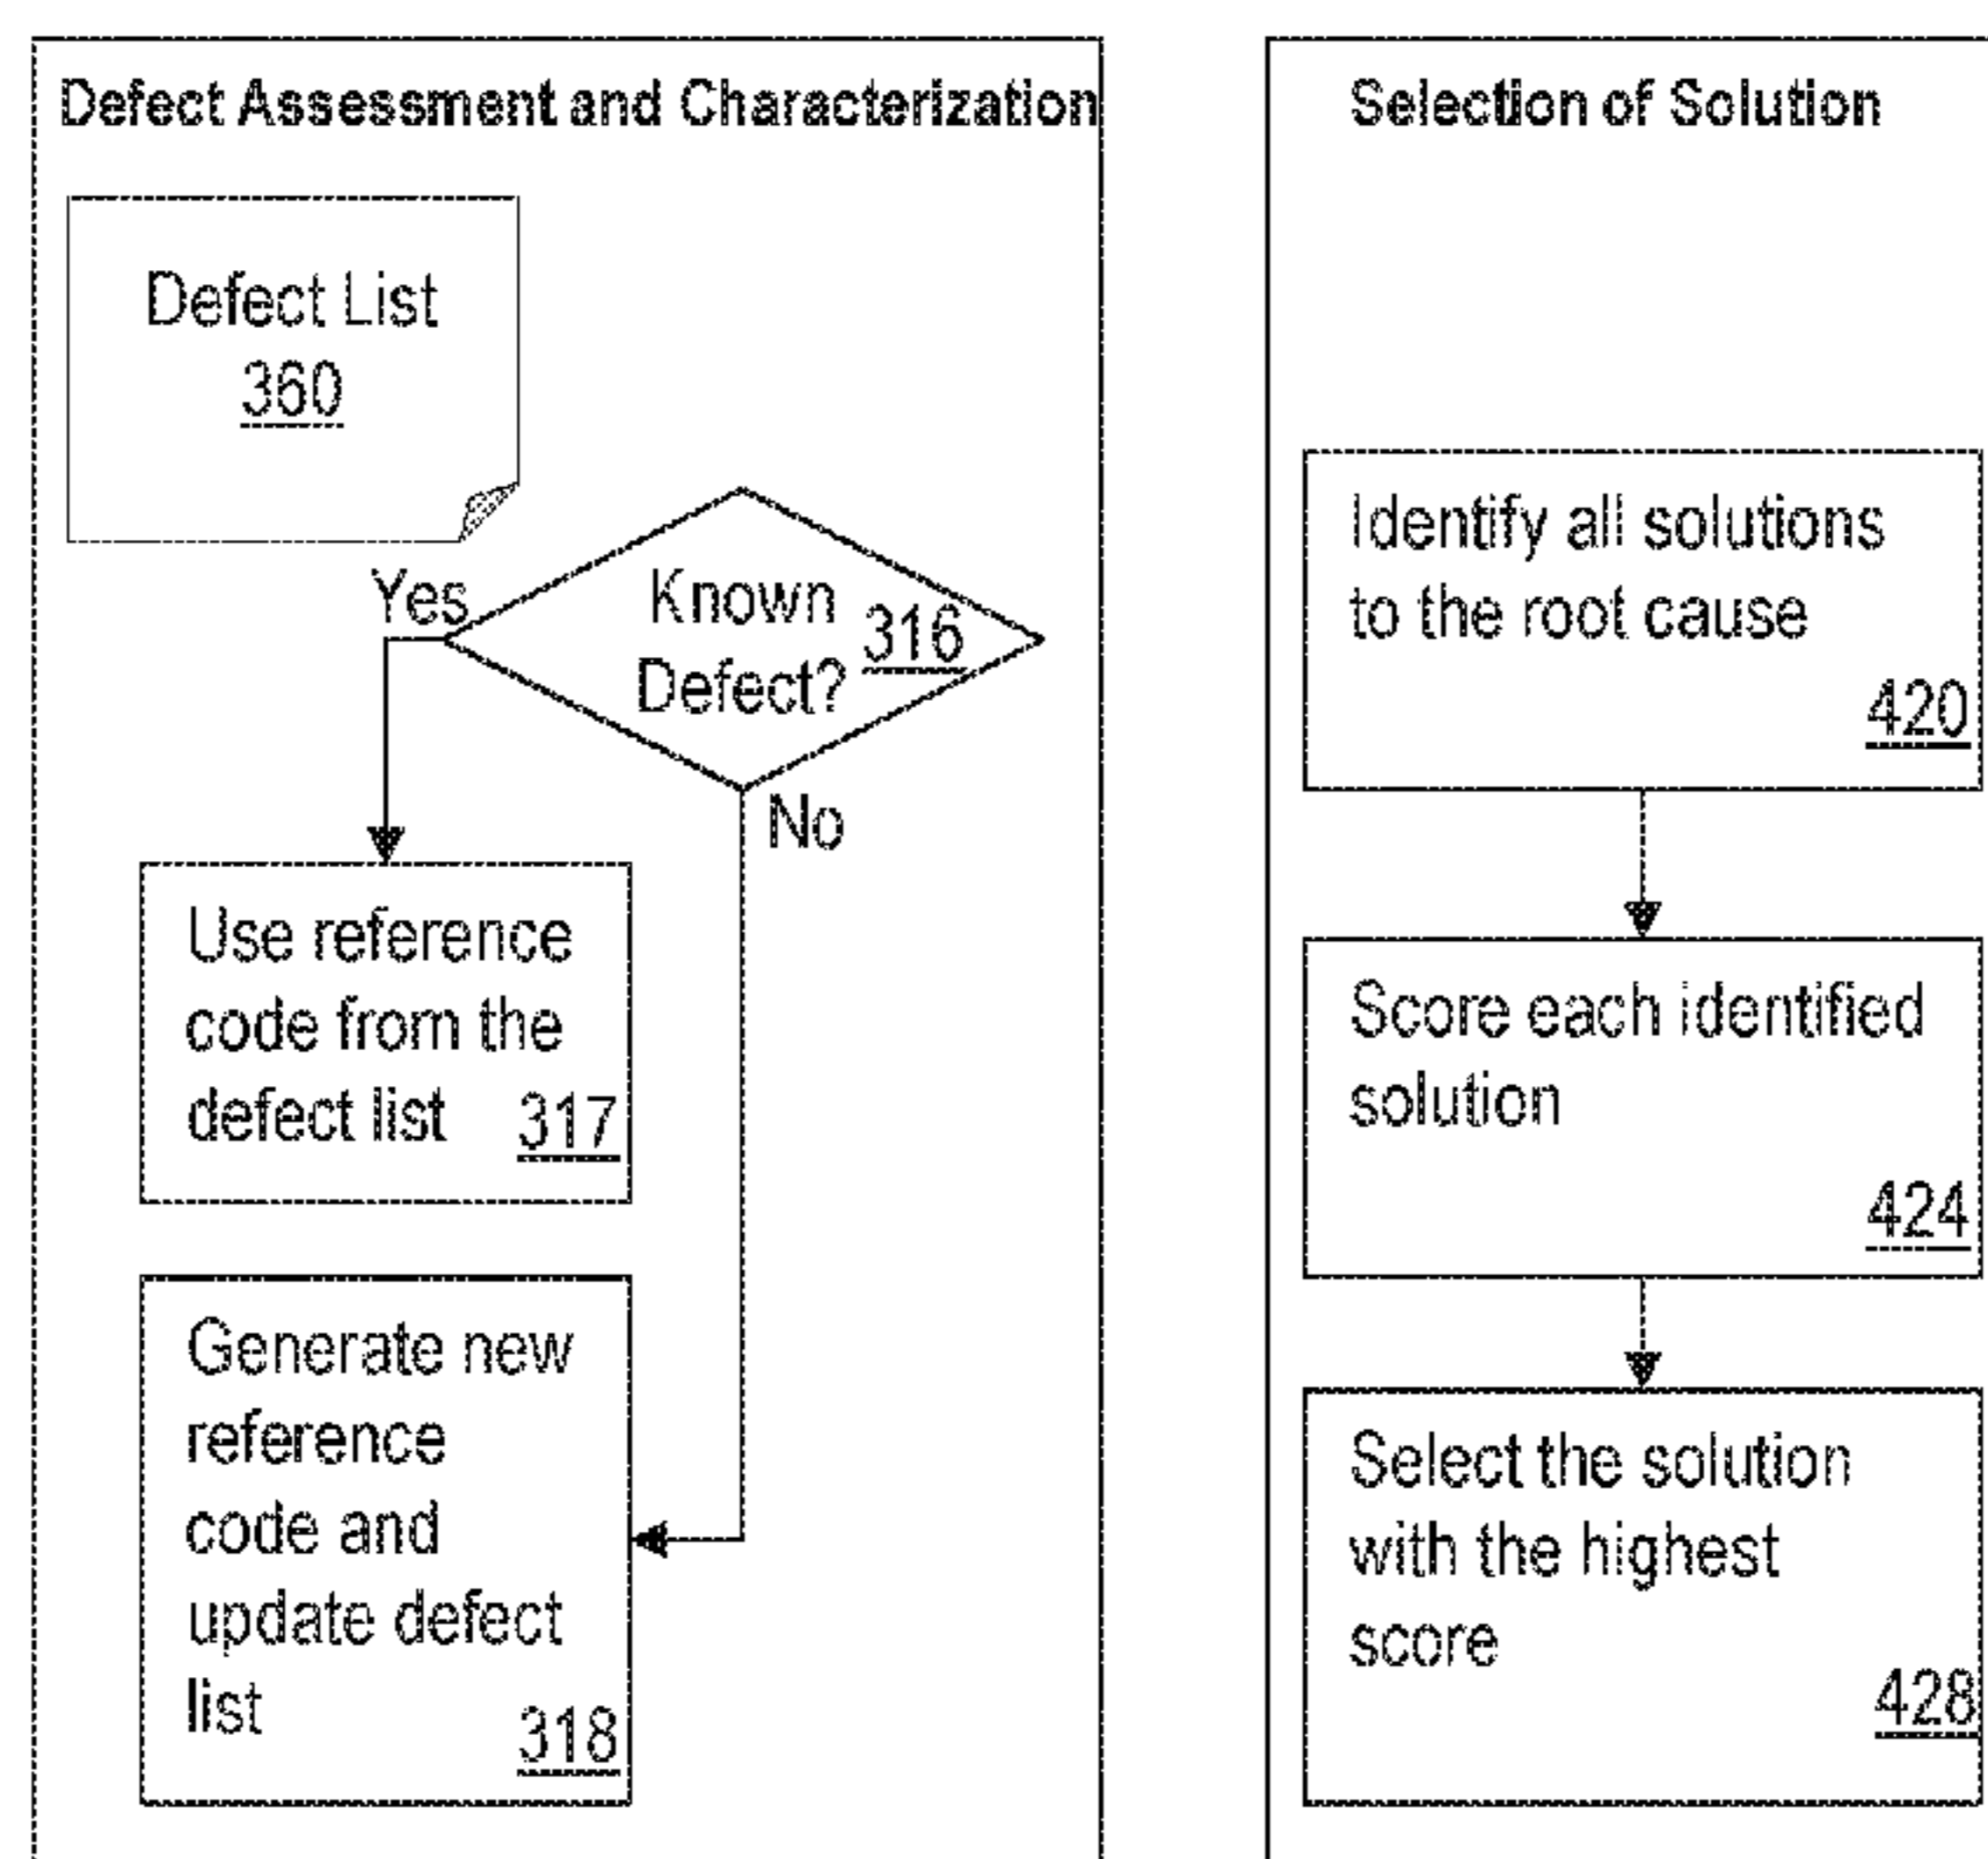 Defect Assessment and Characterization
Defect List
360
Yes
Known
Defect?
316
No
Use reference
code from the
defect list
317
Generate new
reference
code and
update defect
list
318
Selection of Solution
Identify all solutions
to the root cause
420
Score each identified
solution
424
Select the solution
with the highest
score
428